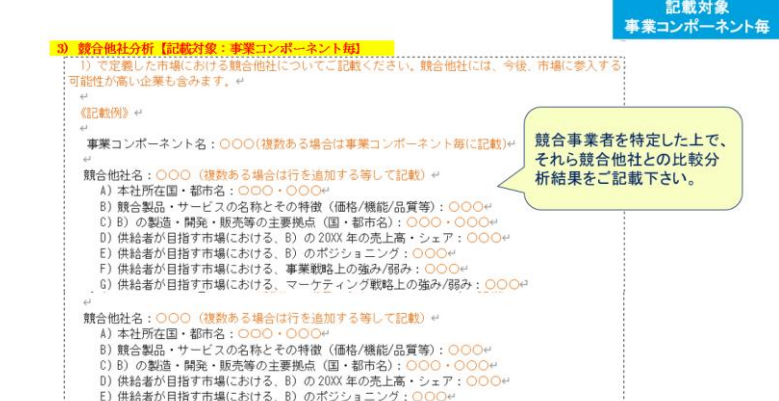 記載対象
事業コンポーネント毎
3) 競合他社分析【記載対象:事業コンポーネント毎】
1) で定義した市場における競合他社についてご記載ください。競合他社には、今後、市場に参入する
可能性が高い企業も含みます。↵
↵
《記載例》↵
↵
事業コンポーネント名:○○○(複数ある場合は事業コンポーネント毎に記載)↵
↵
競合他社名:○○○ (複数ある場合は行を追加する等して記載) ↵
A) 本社所在国・都市名:○○○・○○○↵
B) 競合製品・サービスの名称とその特徴 (価格/機能/品質等):○○○↵
C) B) の製造・開発・販売等の主要拠点 (国・都市名):○○○・○○○↵
D) 供給者が目指す市場における、B) の 20XX 年の売上高・シェア:○○○↵
E) 供給者が目指す市場における、B) のポジショニング:○○○↵
F) 供給者が目指す市場における、事業戦略上の強み/弱み:○○○↵
G) 供給者が目指す市場における、マーケティング戦略上の強み/弱み:○○○↵
↵
競合他社名:○○○ (複数ある場合は行を追加する等して記載) ↵
A) 本社所在国・都市名:○○○・○○○↵
B) 競合製品・サービスの名称とその特徴 (価格/機能/品質等):○○○↵
C) B) の製造・開発・販売等の主要拠点 (国・都市名):○○○・○○○↵
D) 供給者が目指す市場における、B) の 20XX 年の売上高・シェア:○○○↵
E) 供給者が目指す市場における、B) のポジショニング:○○○↵
競合事業者を特定した上で、
それら競合他社との比較分
析結果をご記載下さい。